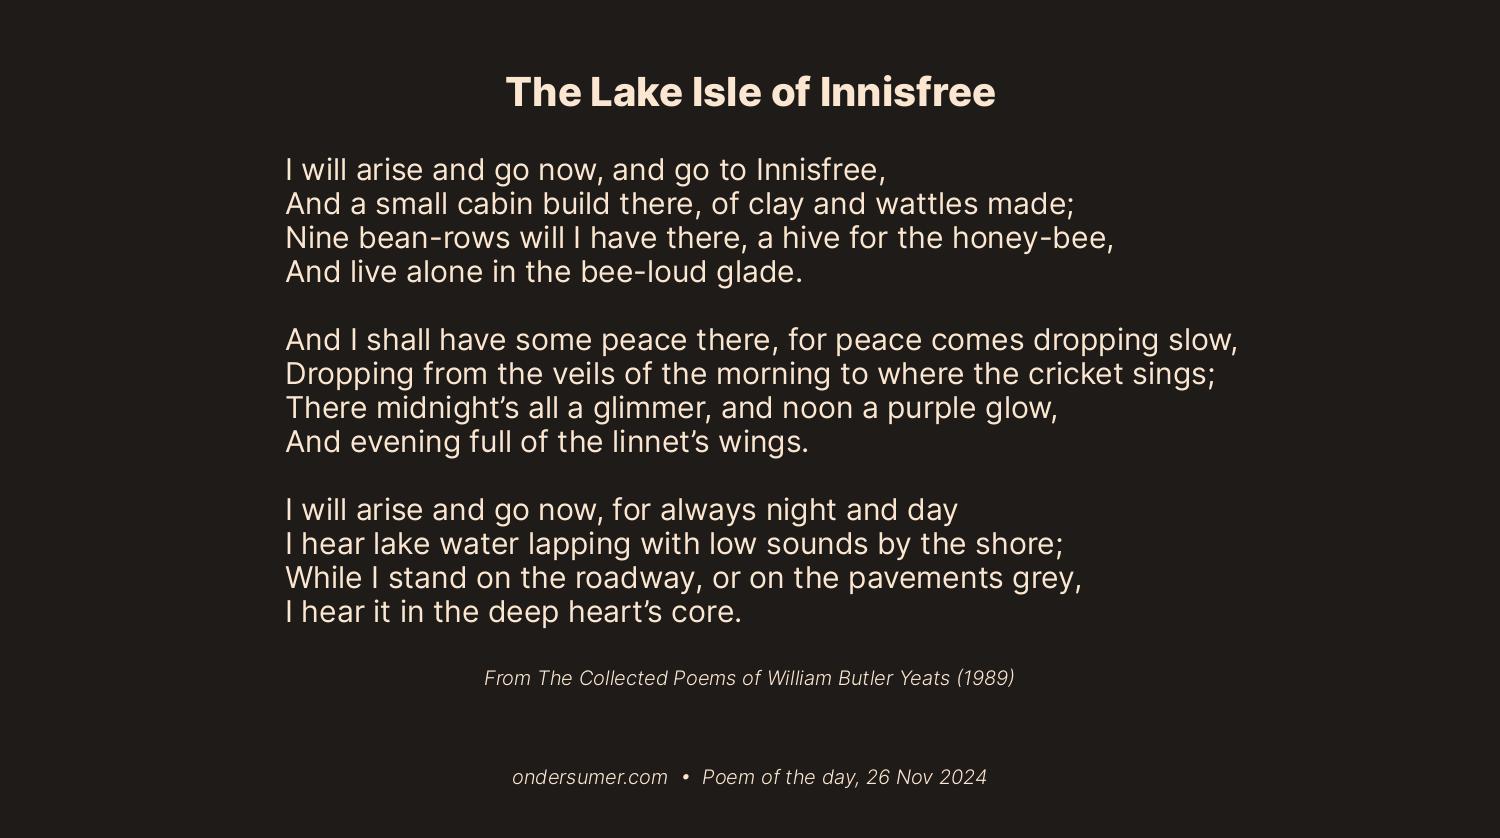 The Lake Isle of Innisfree
I will arise and go now, and go to Innisfree,
And a small cabin build there, of clay and wattles made;
Nine bean-rows will I have there, a hive for the honey-bee,
And live alone in the bee-loud glade.
And I shall have some peace there, for peace comes dropping slow,
Dropping from the veils of the morning to where the cricket sings;
There midnight’s all a glimmer, and noon a purple glow,
And evening full of the linnet’s wings.
I will arise and go now, for always night and day
I hear lake water lapping with low sounds by the shore;
While I stand on the roadway, or on the pavements grey,
I hear it in the deep heart’s core.
From The Collected Poems of William Butler Yeats (1989)
ondersumer.com • Poem of the day, 26 Nov 2024